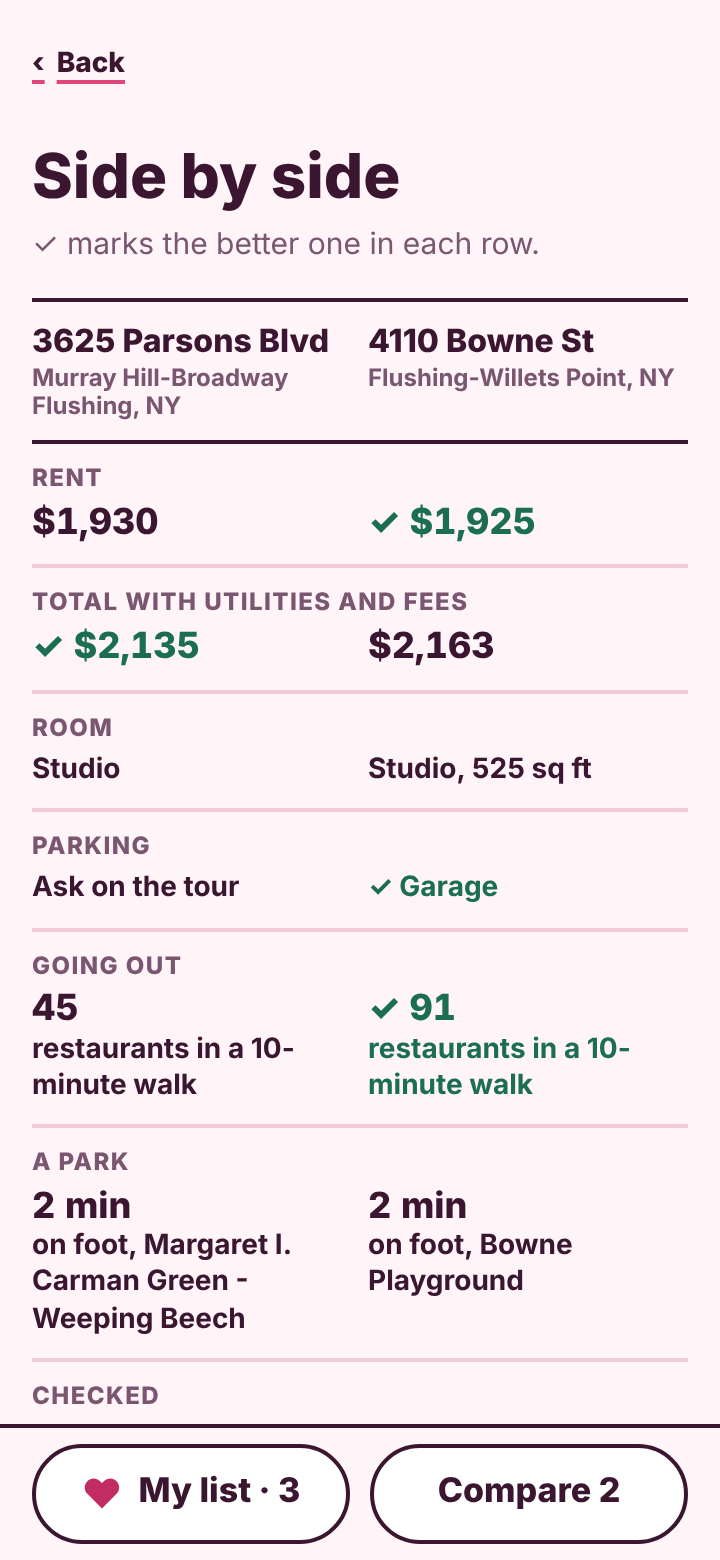 ‹ Back
Side by side
✓ marks the better one in each row.
3625 Parsons Blvd
Murray Hill-Broadway
Flushing, NY
4110 Bowne St
Flushing-Willets Point, NY
RENT
$1,930
✓ $1,925
TOTAL WITH UTILITIES AND FEES
✓ $2,135
$2,163
ROOM
Studio
Studio, 525 sq ft
PARKING
Ask on the tour
✓ Garage
GOING OUT
45
restaurants in a 10-
minute walk
✓ 91
restaurants in a 10-
minute walk
A PARK
2 min
on foot, Margaret I.
Carman Green -
Weeping Beech
2 min
on foot, Bowne
Playground
CHECKED
My list · 3
Compare 2